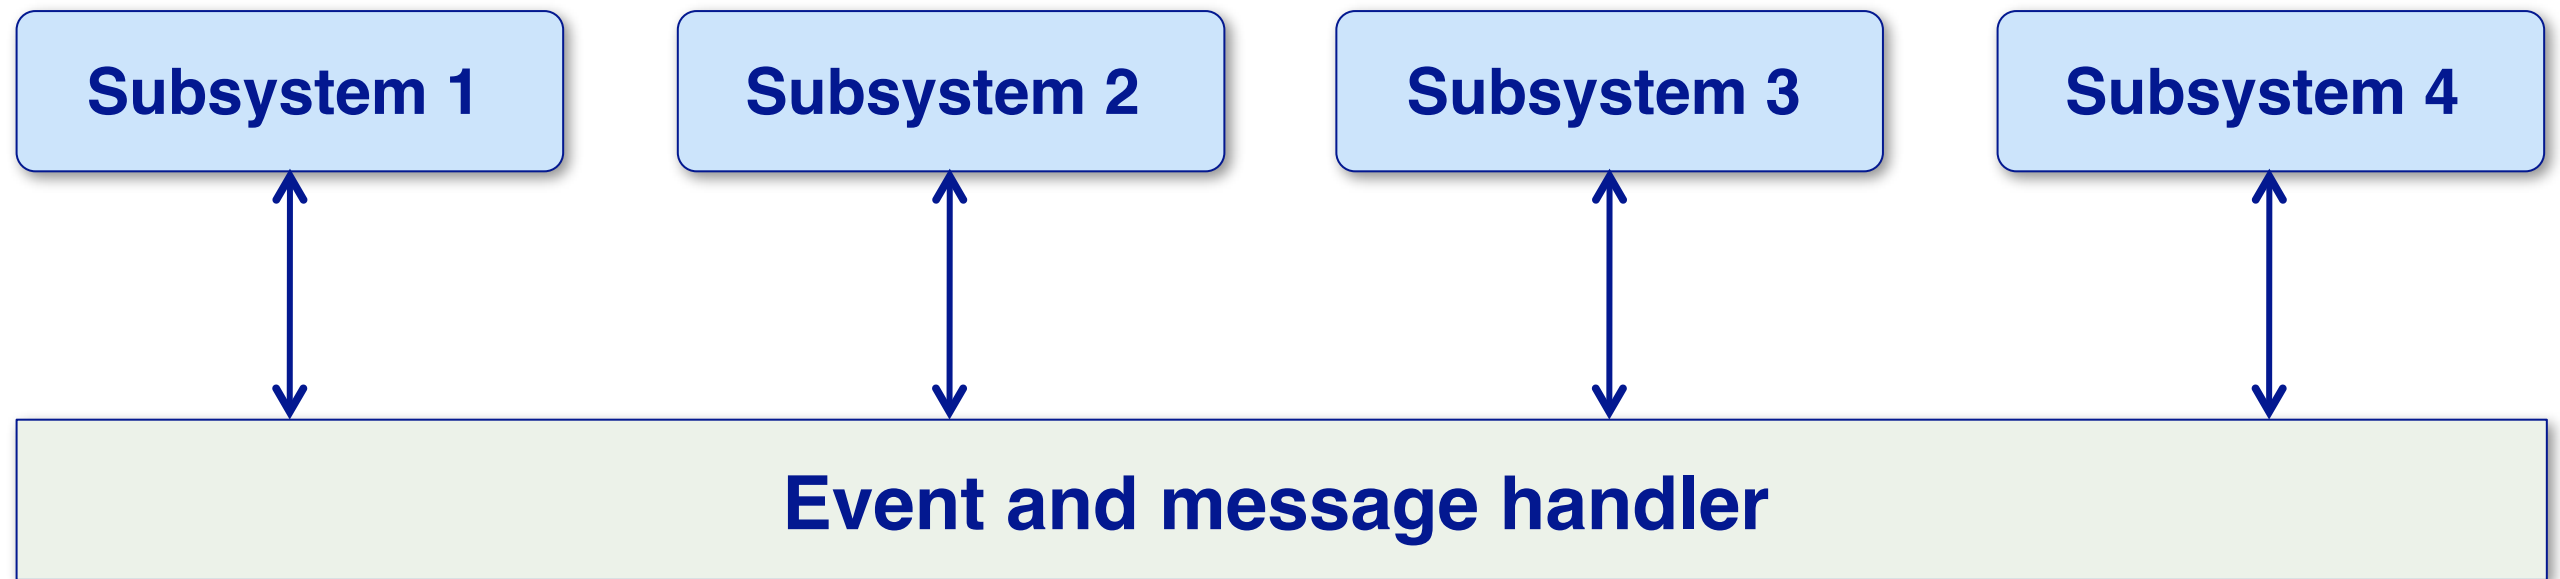 Subsystem 1
Subsystem 2
Subsystem 3
Subsystem 4
Event and message handler